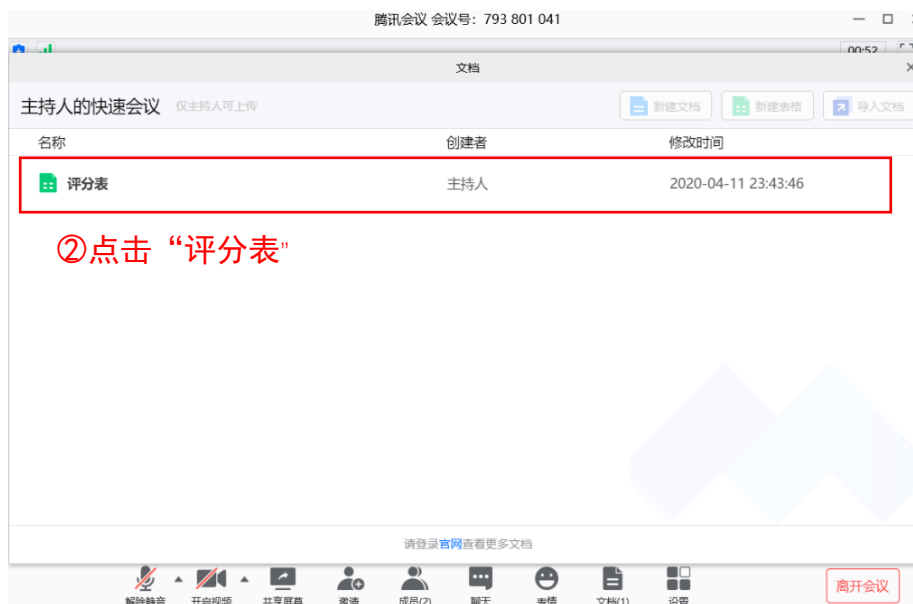 腾讯会议 会议号：793 801 041
00:52
文档
主持人的快速会议 仅主持人可上传 新建文档 新建表格 导入文档
名称 创建者 修改时间
评分表 主持人 2020-04-11 23:43:46
②点击“评分表”
请登录官网查看更多文档
解除静音 开启视频 共享屏幕 邀请 成员(2) 聊天 表情 文档(1) 设置 离开会议